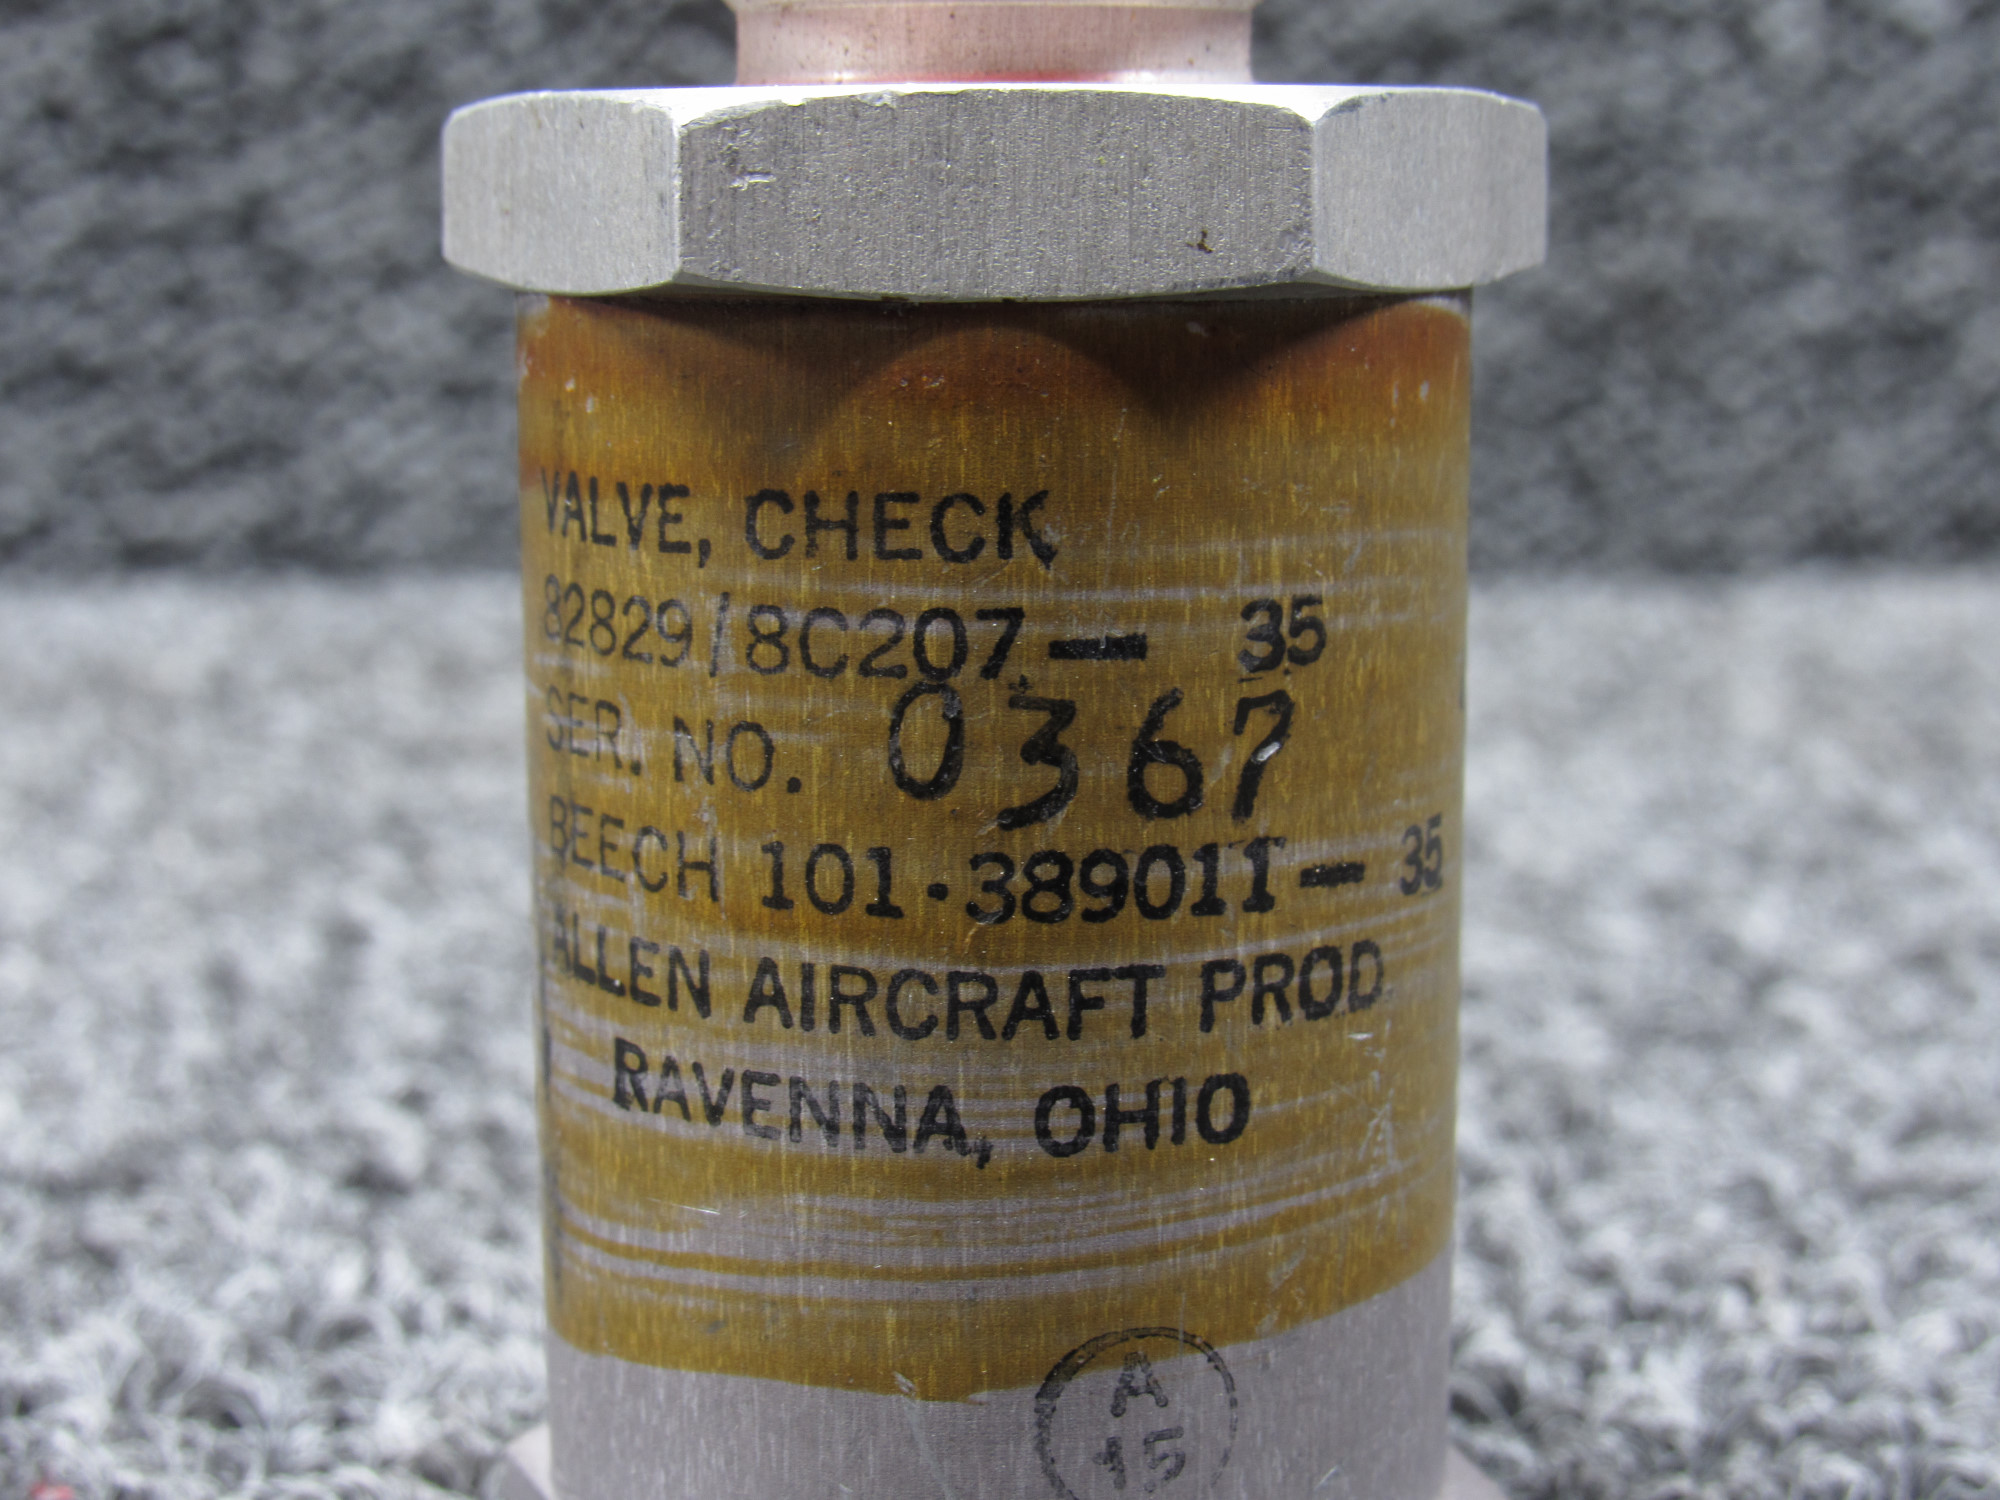 VALVE, CHECK
82829/8C207— 35
SER. NO. 0367
BEECH 101-389011— 35
ALLEN AIRCRAFT PROD
RAVENNA, OHIO
A
15